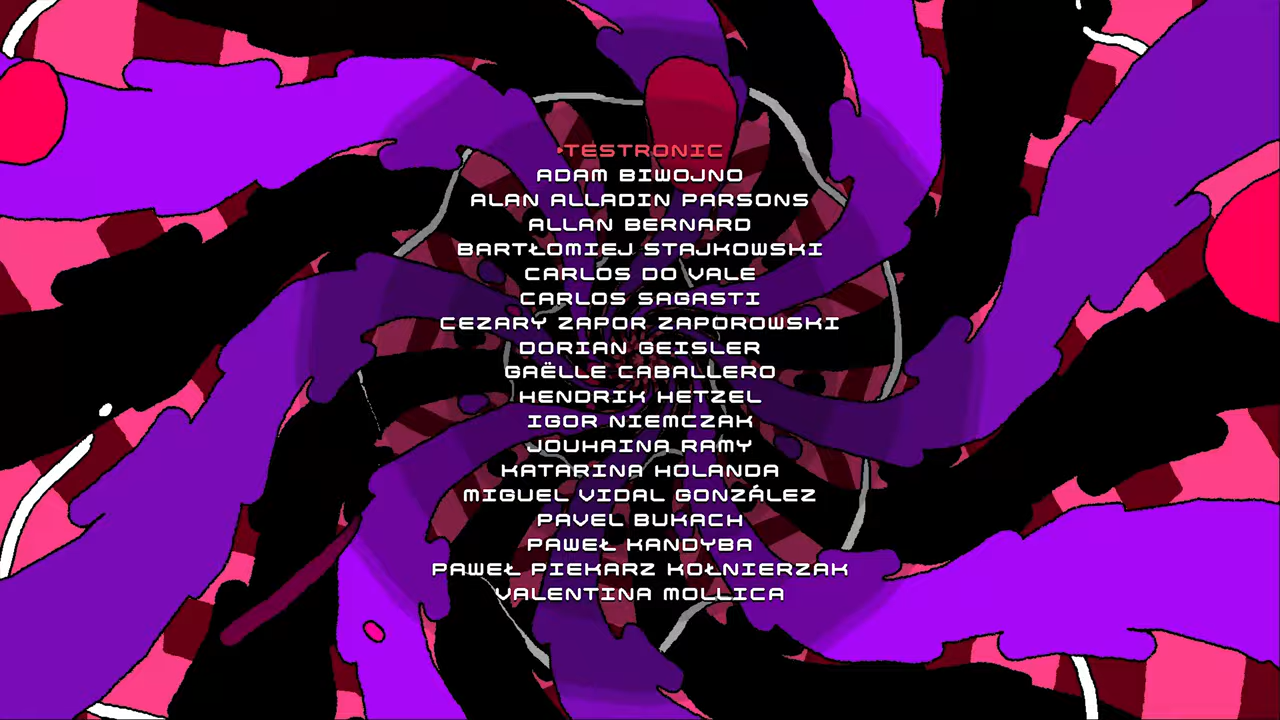 •TESTRONIC
ADAM BIWOJNO
ALAN ALLADIN PARSONS
ALLAN BERNARD
BARTŁOMIEJ STAJKOWSKI
CARLOS DO VALE
CARLOS SAGASTI
CEZARY ZAPOR ZAPOROWSKI
DORIAN GEISLER
GAËLLE CABALLERO
HENDRIK HETZEL
IGOR NIEMCZAK
JOUHAINA RAMY
KATARINA HOLANDA
MIGUEL VIDAL GONZÁLEZ
PAVEL BUKACH
PAWEŁ KANDYBA
PAWEŁ PIEKARZ KOŁNIERZAK
VALENTINA MOLLICA